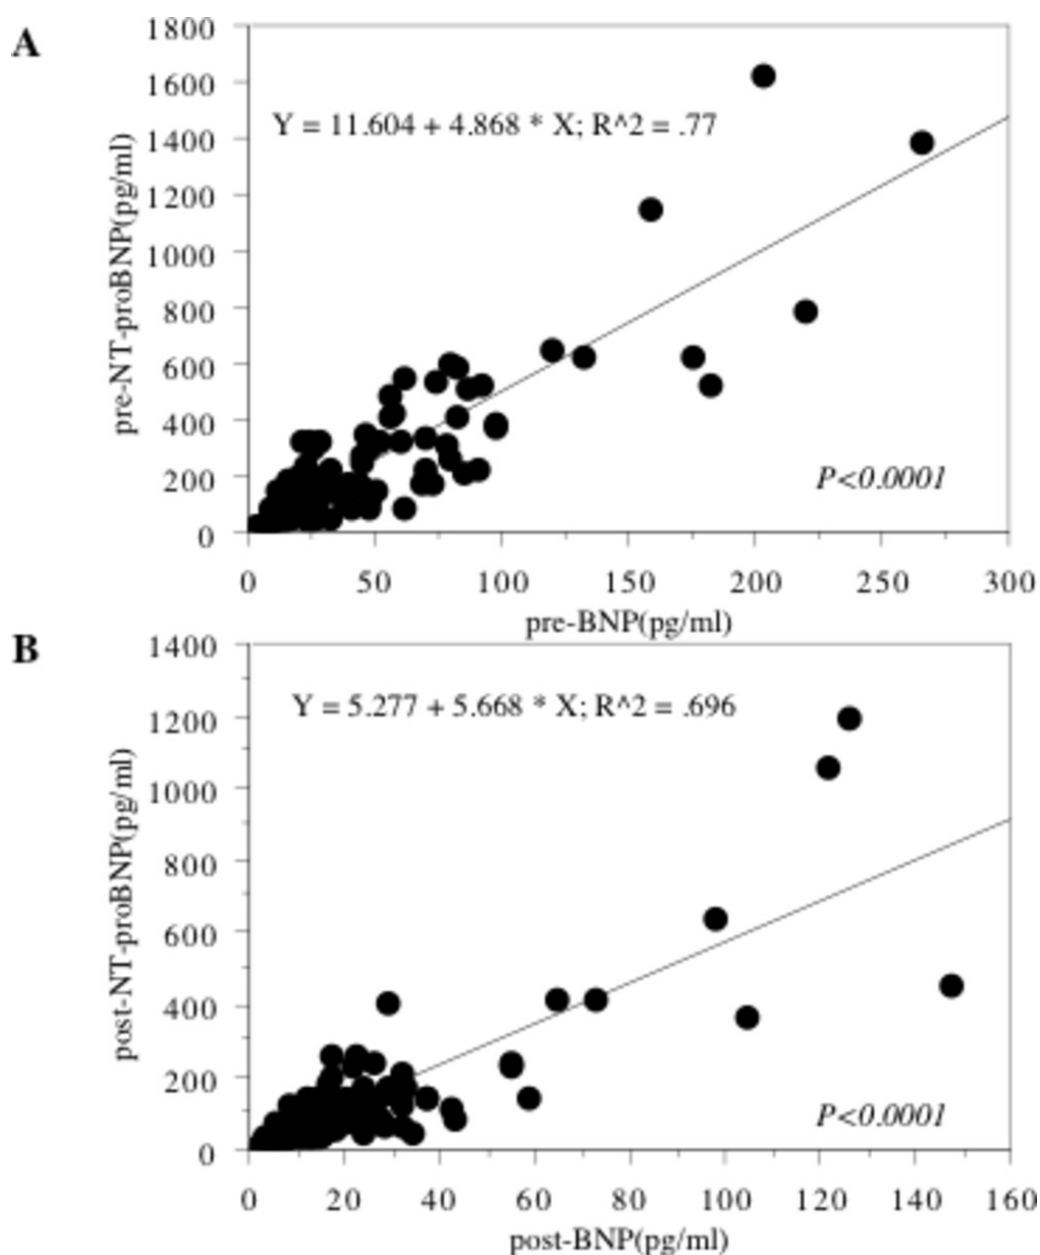 A
1800
1600
1400
1200
1000
800
600
400
200
0
pre-NT-proBNP(pg/ml)
Y = 11.604 + 4.868 * X; R^2 = .77
P<0.0001
0 50 100 150 200 250 300
pre-BNP(pg/ml)
B
1400
1200
1000
800
600
400
200
0
post-NT-proBNP(pg/ml)
Y = 5.277 + 5.668 * X; R^2 = .696
P<0.0001
0 20 40 60 80 100 120 140 160
post-BNP(pg/ml)